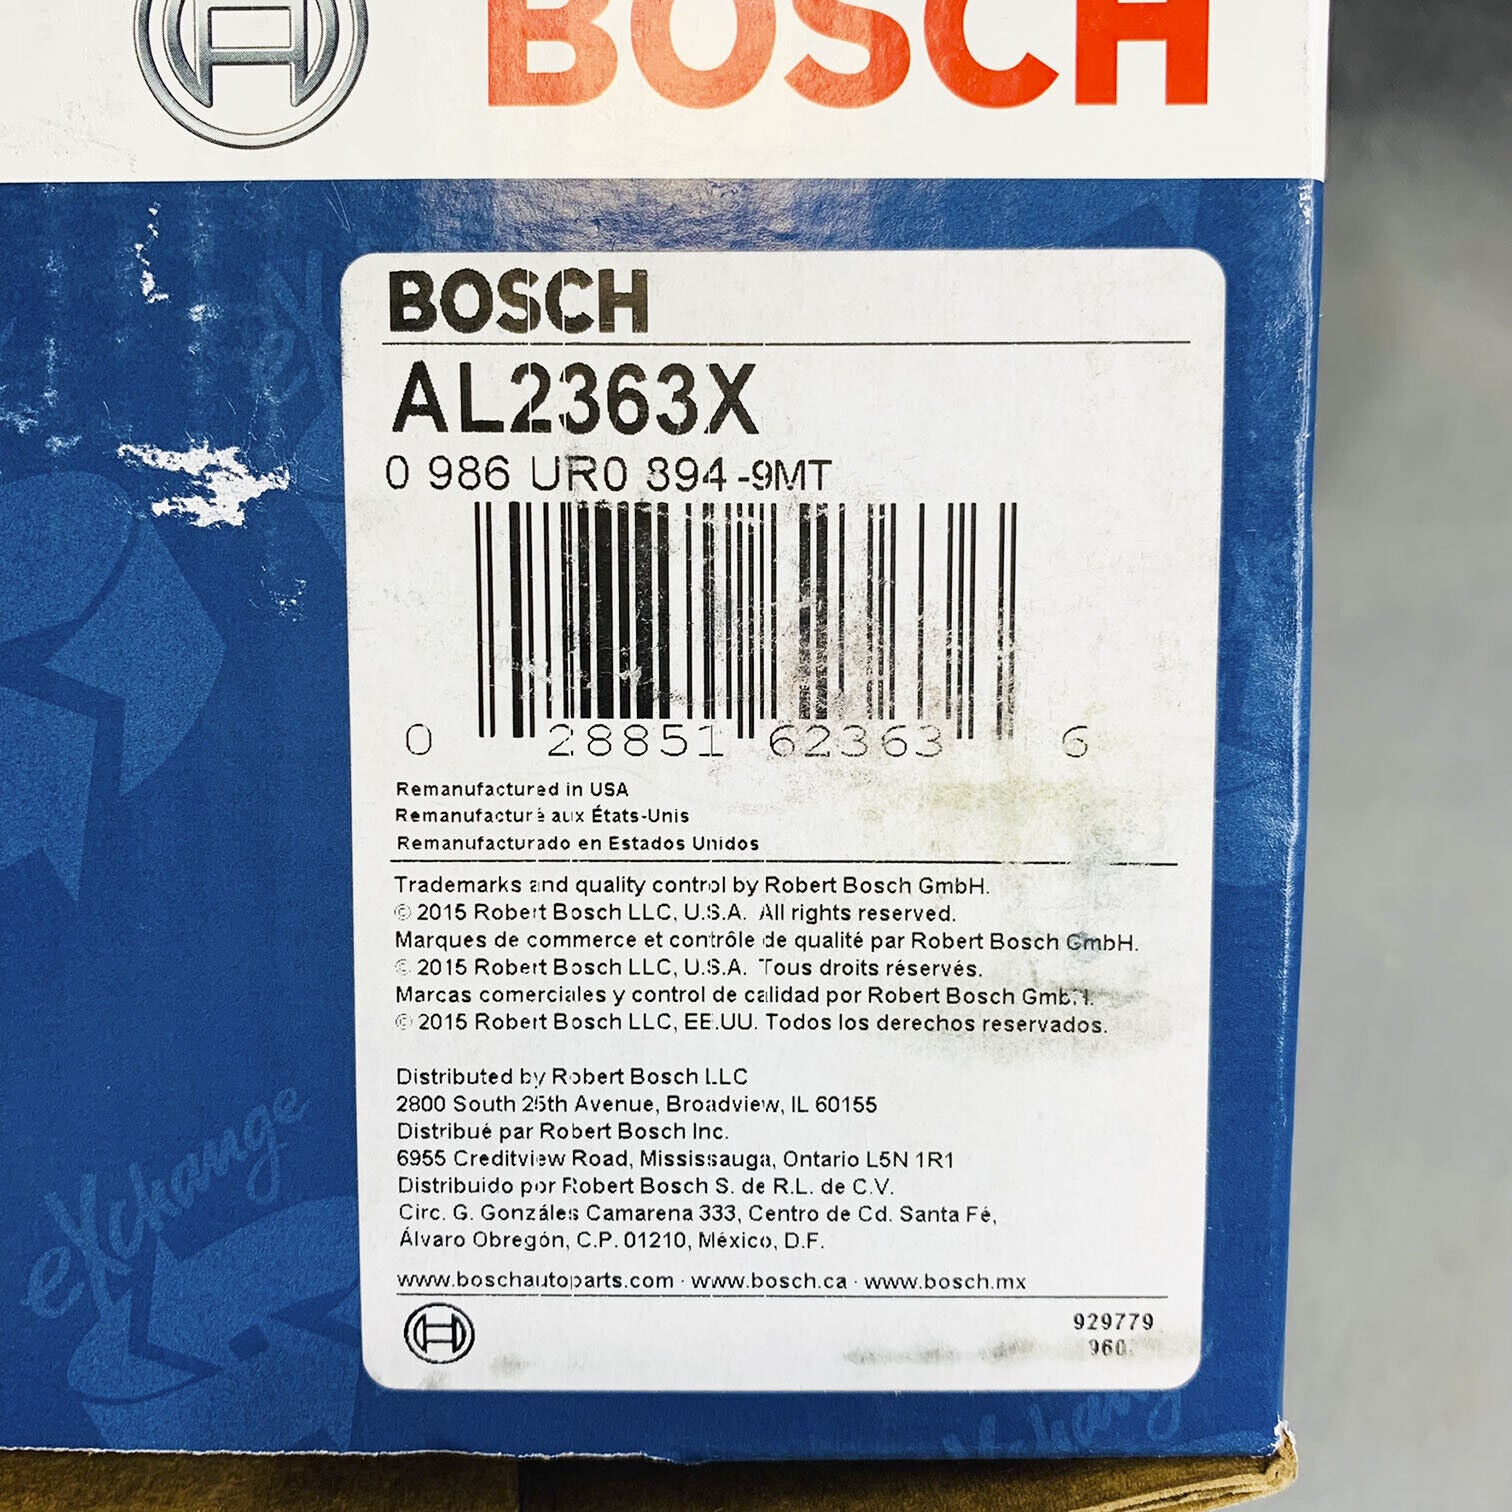 BOSCH
BOSCH
AL2363X
0 986 UR0 894 -9MT
0 28851 62363 6
Remanufactured in USA
Remanufacturé aux États-Unis
Remanufacturado en Estados Unidos
Trademarks and quality control by Robert Bosch GmbH.
© 2015 Robert Bosch LLC, U.S.A. All rights reserved.
Marques de commerce et contrôle de qualité par Robert Bosch GmbH.
© 2015 Robert Bosch LLC, U.S.A. Tous droits réservés.
Marcas comerciales y control de calidad por Robert Bosch GmbH.
© 2015 Robert Bosch LLC, EE.UU. Todos los derechos reservados.
Distributed by Robert Bosch LLC
2800 South 25th Avenue, Broadview, IL 60155
Distribué par Robert Bosch Inc.
6955 Creditview Road, Mississauga, Ontario L5N 1R1
Distribuido por Robert Bosch S. de R.L. de C.V.
Circ. G. Gonzáles Camarena 333, Centro de Cd. Santa Fé,
Álvaro Obregón, C.P. 01210, México, D.F.
www.boschautoparts.com · www.bosch.ca · www.bosch.mx
929779
eXchange
eXchange